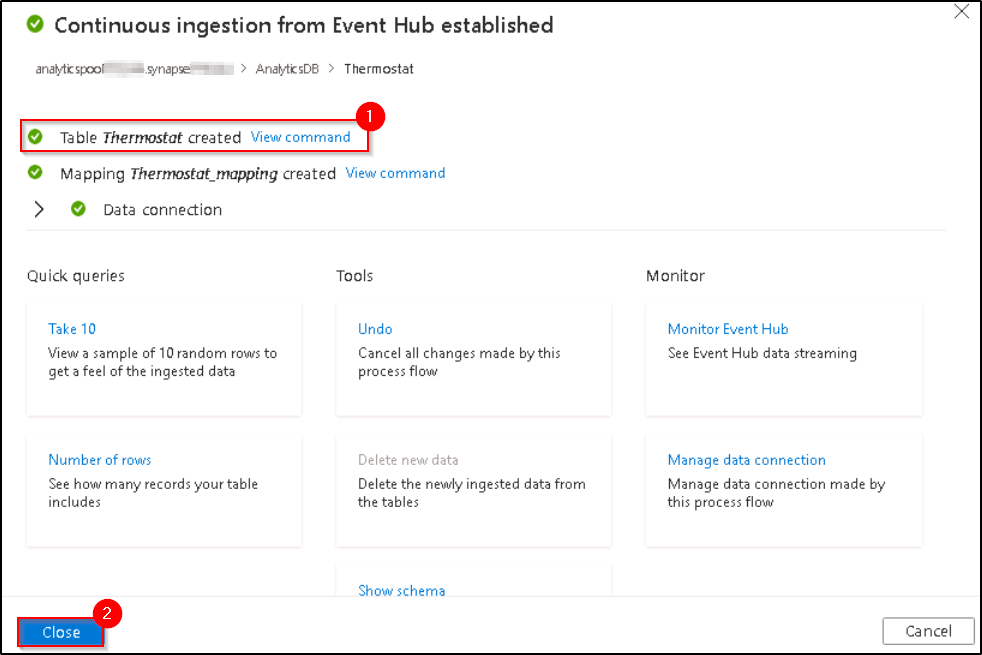 Continuous ingestion from Event Hub established
analyticspool .synapse > AnalyticsDB > Thermostat
1
Table Thermostat created View command
Mapping Thermostat_mapping created View command
Data connection
Quick queries
Tools
Monitor
Take 10
View a sample of 10 random rows to
get a feel of the ingested data
Undo
Cancel all changes made by this
process flow
Monitor Event Hub
See Event Hub data streaming
Number of rows
See how many records your table
includes
Delete new data
Delete the newly ingested data from
the tables
Manage data connection
Manage data connection made by
this process flow
Show schema
2
Close
Cancel